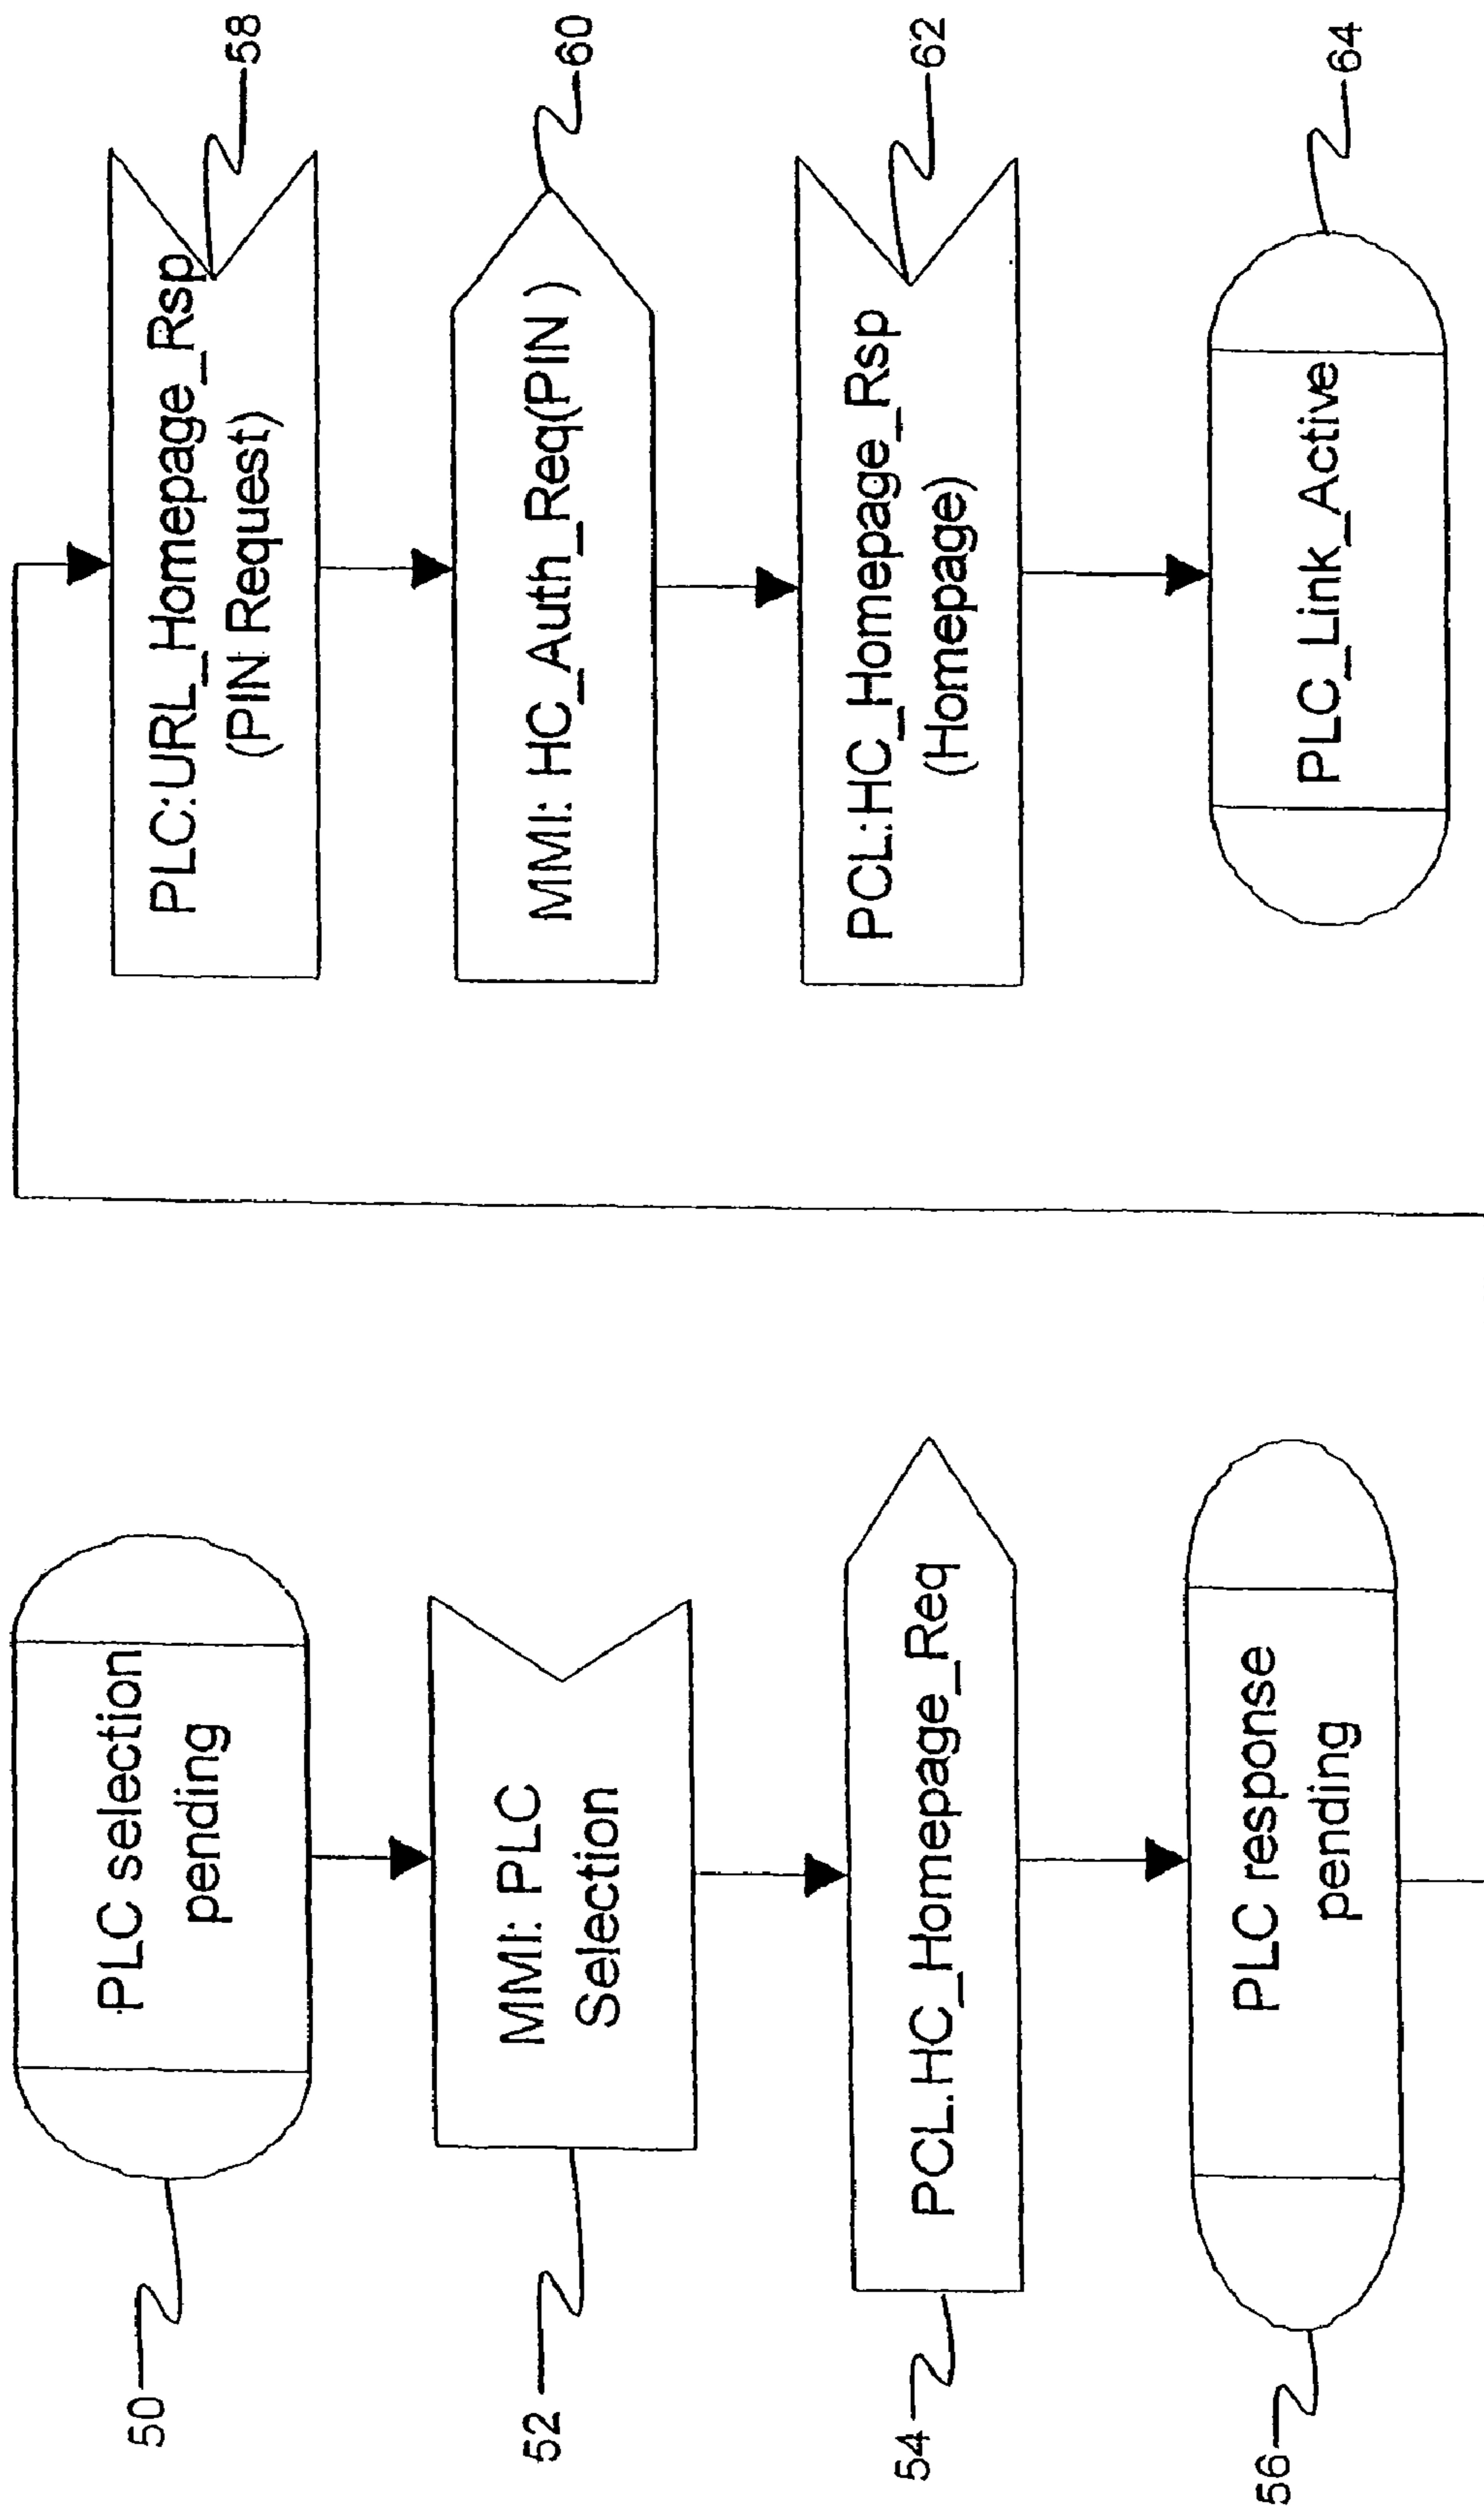 50
PLC selection
pending
52
MMI: PLC
Selection
54
PCL.HC_Homepage_Req
56
PLC response
pending
PLC:URL_Homepage_Rsp
(PIN Request)
58
MMI: HC_Auth_Req(PIN )
60
PCL:HC_Homepage_Rsp
(Homepage)
62
PLC_Link_Active
64